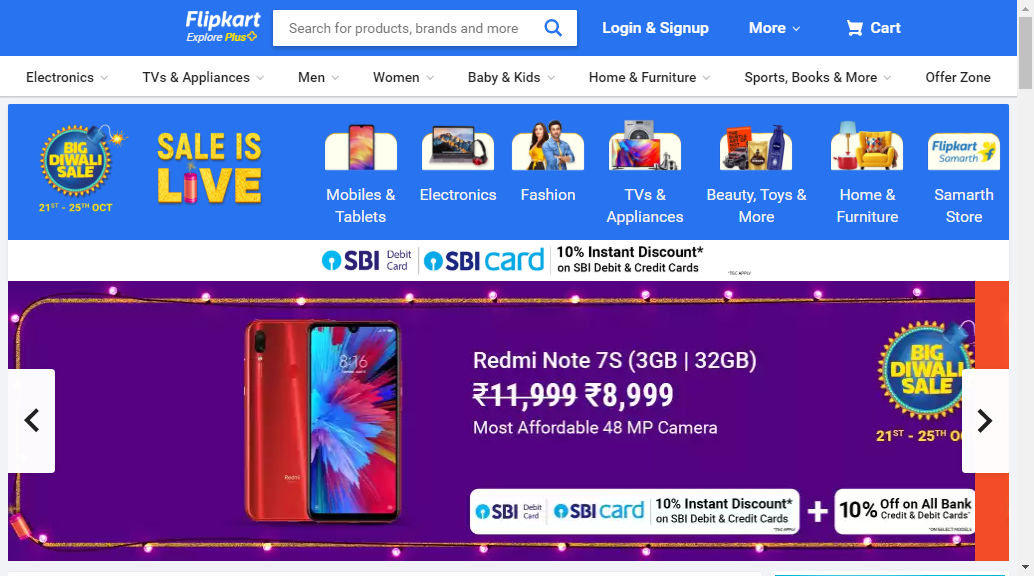 Flipkart
Explore Plus
Search for products, brands and more
Login & Signup
More
Cart
Electronics
TVs & Appliances
Men
Women
Baby & Kids
Home & Furniture
Sports, Books & More
Offer Zone
BIG
DIWALI
SALE
21ST - 25TH OCT
SALE IS
LIVE
Mobiles &
Tablets
Electronics
Fashion
TVs &
Appliances
Beauty, Toys &
More
Home &
Furniture
Flipkart
Samarth
Samarth
Store
SBI Debit
Card
SBI card
10% Instant Discount*
on SBI Debit & Credit Cards
*T&C APPLY
8:16
Redmi
Redmi Note 7S (3GB | 32GB)
₹11,999 ₹8,999
Most Affordable 48 MP Camera
BIG
DIWALI
SALE
21ST - 25TH
SBI Debit
Card
SBI card
10% Instant Discount*
on SBI Debit & Credit Cards
*T&C APPLY
+
10% Off on All Bank
Credit & Debit Cards*
*ON SELECT MODELS